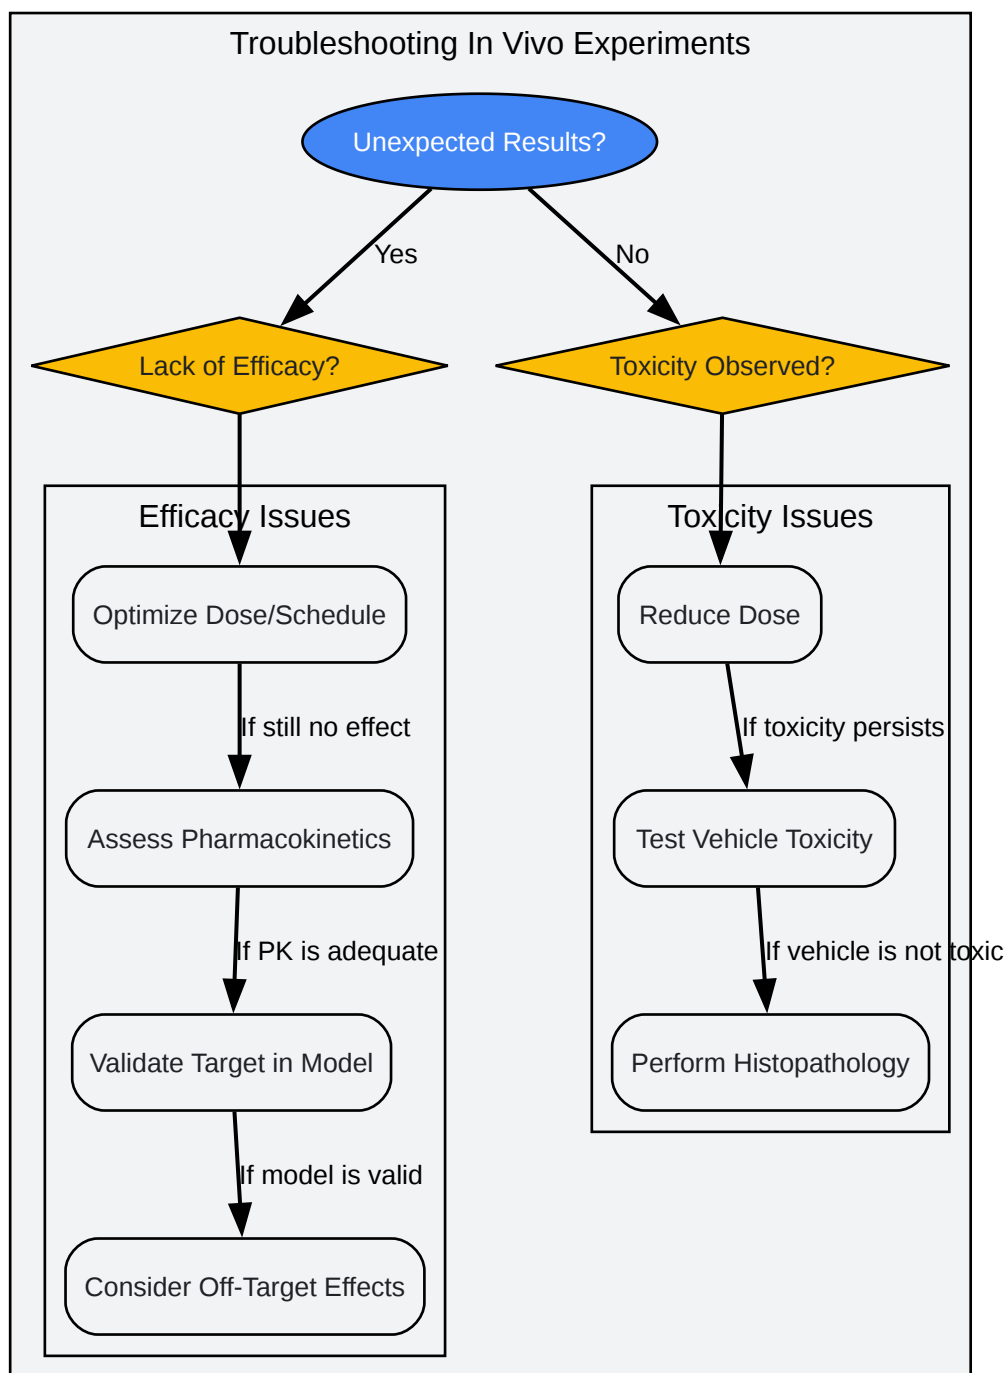 Troubleshooting In Vivo Experiments
Unexpected Results?
Yes
No
Lack of Efficacy?
Toxicity Observed?
Efficacy Issues
Optimize Dose/Schedule
If still no effect
Assess Pharmacokinetics
If PK is adequate
Validate Target in Model
If model is valid
Consider Off-Target Effects
Toxicity Issues
Reduce Dose
If toxicity persists
Test Vehicle Toxicity
If vehicle is not toxic
Perform Histopathology